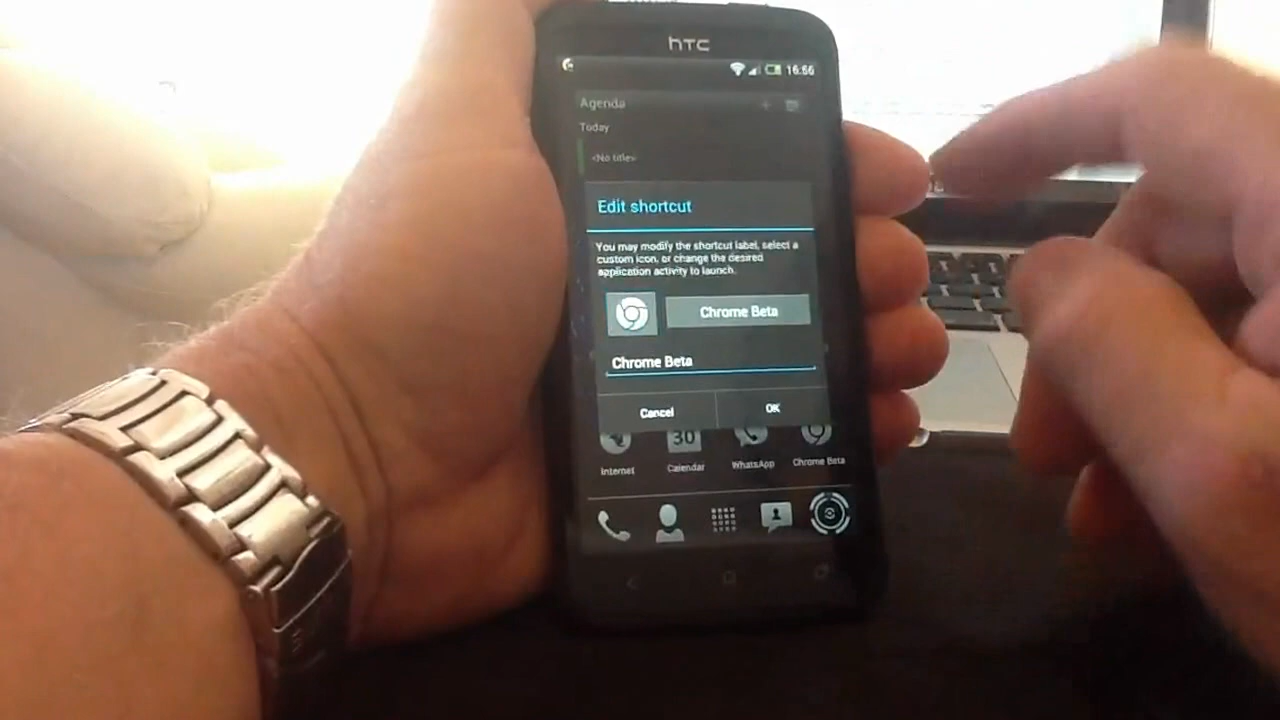 hTC
16:56
Agenda
Today
<No title>
Edit shortcut
You may modify the shortcut label, select a
custom icon, or change the desired
application activity to launch.
Chrome Beta
Chrome Beta
Cancel
OK
30
Internet
Calendar
WhatsApp
Chrome Beta